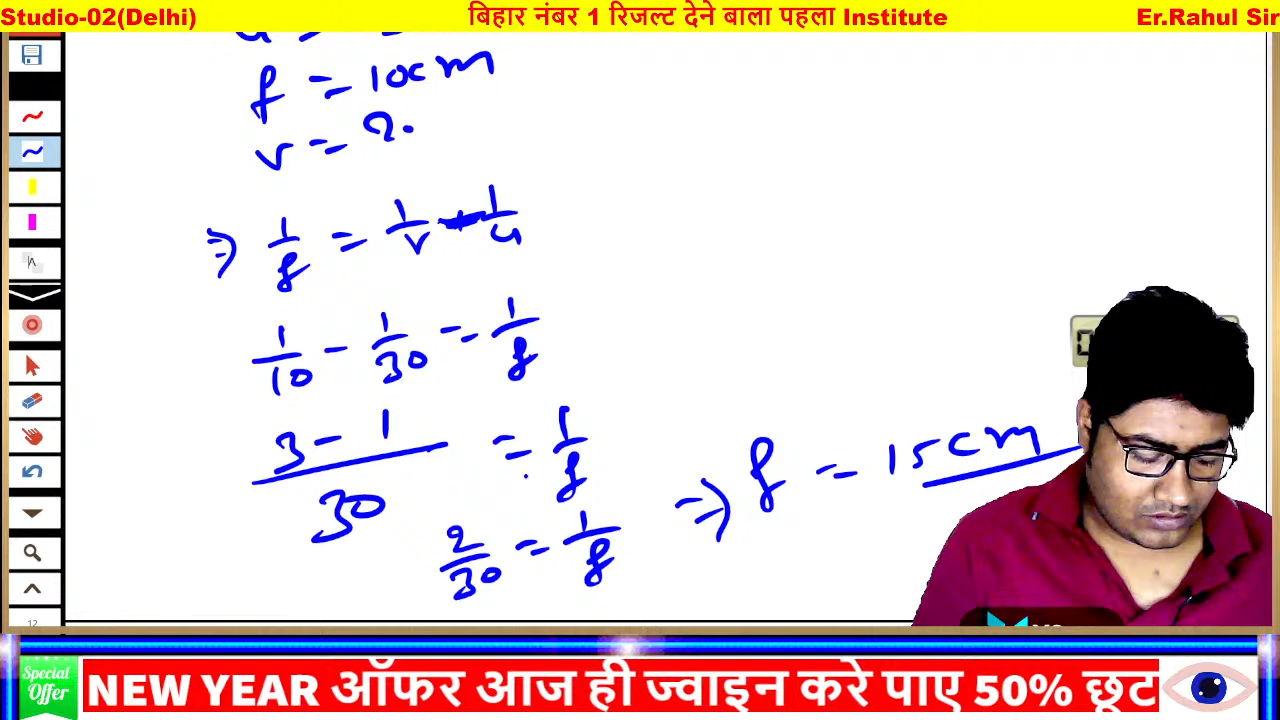 Studio-02(Delhi) बिहार नंबर 1 रिजल्ट देने बाला पहला Institute Er.Rahul Sir
f = 10cm
v = ?
⇒ 1/f = 1/v - 1/u
1/10 - 1/30 = 1/f
3 - 1 / 30 = 1/f
2/30 = 1/f ⇒ f = 15cm
12
Special Offer
NEW YEAR ऑफर आज ही ज्वाइन करे पाए 50% छूट